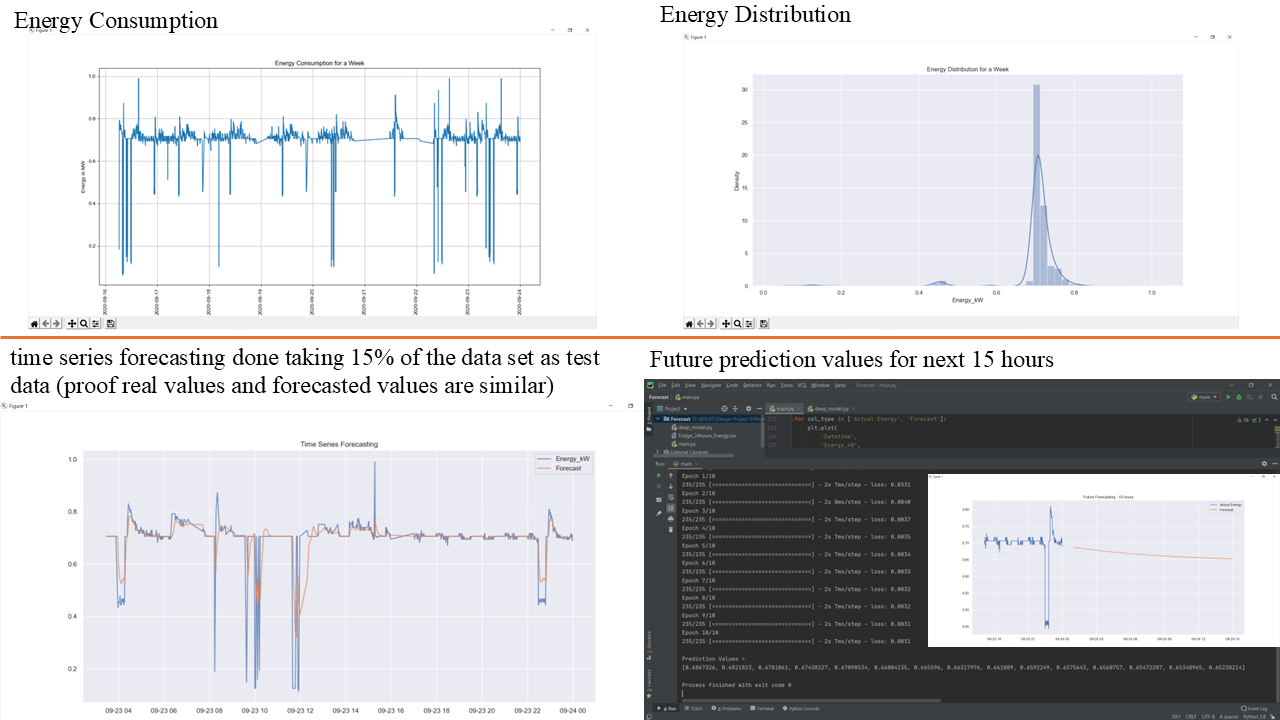 Energy Consumption
Figure 1
Energy Consumption for a Week
1.0
0.8
0.6
0.4
0.2
Energy in MW
2020-09-16
2020-09-17
2020-09-18
2020-09-19
2020-09-20
2020-09-21
2020-09-22
2020-09-23
2020-09-24
Energy Distribution
Figure 1
Energy Distribution for a Week
30
25
20
15
10
5
0
Density
0.0 0.2 0.4 0.6 0.8 1.0
Energy_kW
time series forecasting done taking 15% of the data set as test
data (proof real values and forecasted values are similar)
Figure 1
Time Series Forecasting
Energy_kW
Forecast
1.0
0.8
0.6
0.4
0.2
09-23 04 09-23 06 09-23 08 09-23 10 09-23 12 09-23 14 09-23 16 09-23 18 09-23 20 09-23 22 09-24 00
Future prediction values for next 15 hours
File Edit View Navigate Code Refactor Run Tools VCS Window Help Forecast - main.py
Forecast main.py
main
Project
main.py
deep_model.py
Forecast
deep_model.py
Fridge_24hours_Energy.csv
main.py
External Libraries
for col_type in ['Actual Energy', 'Forecast']:
plt.plot(
'Datetime',
'Energy_kW',
Run: main
Epoch 1/10
235/235 [==============================] - 2s 7ms/step - loss: 0.0331
Epoch 2/10
235/235 [==============================] - 2s 8ms/step - loss: 0.0040
Epoch 3/10
235/235 [==============================] - 2s 7ms/step - loss: 0.0037
Epoch 4/10
235/235 [==============================] - 2s 7ms/step - loss: 0.0035
Epoch 5/10
235/235 [==============================] - 2s 7ms/step - loss: 0.0034
Epoch 6/10
235/235 [==============================] - 2s 7ms/step - loss: 0.0033
Epoch 7/10
235/235 [==============================] - 2s 7ms/step - loss: 0.0032
Epoch 8/10
235/235 [==============================] - 2s 7ms/step - loss: 0.0032
Epoch 9/10
235/235 [==============================] - 2s 7ms/step - loss: 0.0031
Epoch 10/10
235/235 [==============================] - 2s 7ms/step - loss: 0.0031
Future Forecasting - 15 hours
Actual Energy
Forecast
Prediction Values =
[0.6867326, 0.6821823, 0.6781061, 0.67438227, 0.67098534, 0.66804135, 0.665596, 0.66317976, 0.661089, 0.6592249, 0.6575643, 0.6560757, 0.65472287, 0.65348965, 0.65238214]
Process finished with exit code 0
Run TODO Problems Terminal Python Console
Event Log
CRLF UTF-8 4 spaces Python 3.8